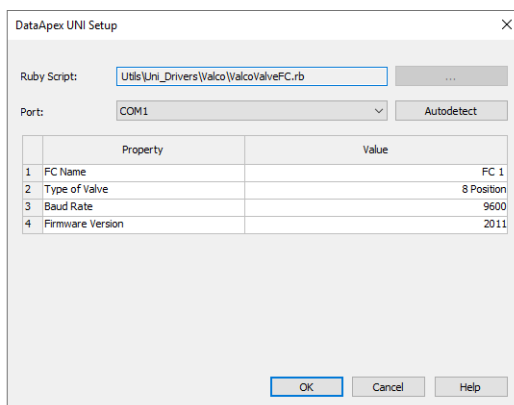 DataApex UNI Setup
Ruby Script: Utils\Uni_Drivers\Valco\ValcoValveFC.rb ...
Port: COM1 Autodetect
Property Value
1 FC Name FC 1
2 Type of Valve 8 Position
3 Baud Rate 9600
4 Firmware Version 2011
OK Cancel Help